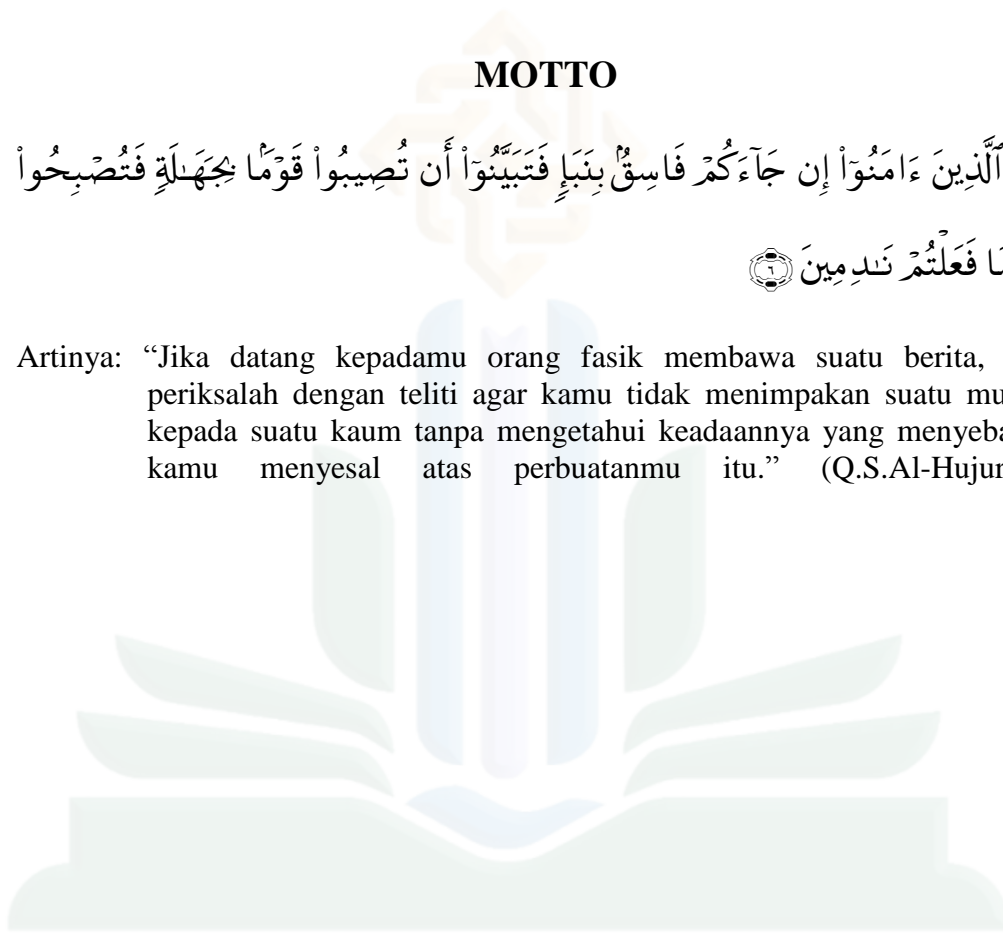 MOTTO
ٱلَّذِينَ ءَامَنُوٓا۟ إِن جَآءَكُمْ فَاسِقٌۢ بِنَبَإٍ فَتَبَيَّنُوٓا۟ أَن تُصِيبُوا۟ قَوْمًۢا بِجَهَـٰلَةٍ فَتُصْبِحُوا۟
فَعَلْتُمْ نَـٰدِمِينَ ۝٦
Artinya: “Jika datang kepadamu orang fasik membawa suatu berita,
periksalah dengan teliti agar kamu tidak menimpakan suatu
kepada suatu kaum tanpa mengetahui keadaannya yang
kamu menyesal atas perbuatanmu itu.” (Q.S.Al-